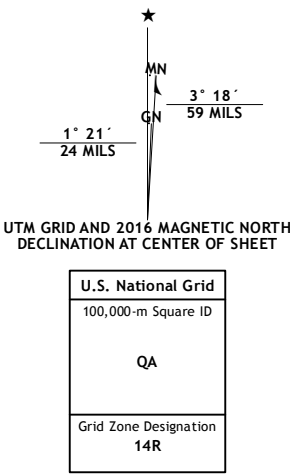 ★
MN
3° 18´
59 MILS
GN
1° 21´
24 MILS
UTM GRID AND 2016 MAGNETIC NORTH
DECLINATION AT CENTER OF SHEET
U.S. National Grid
100,000-m Square ID
QA
Grid Zone Designation
14R